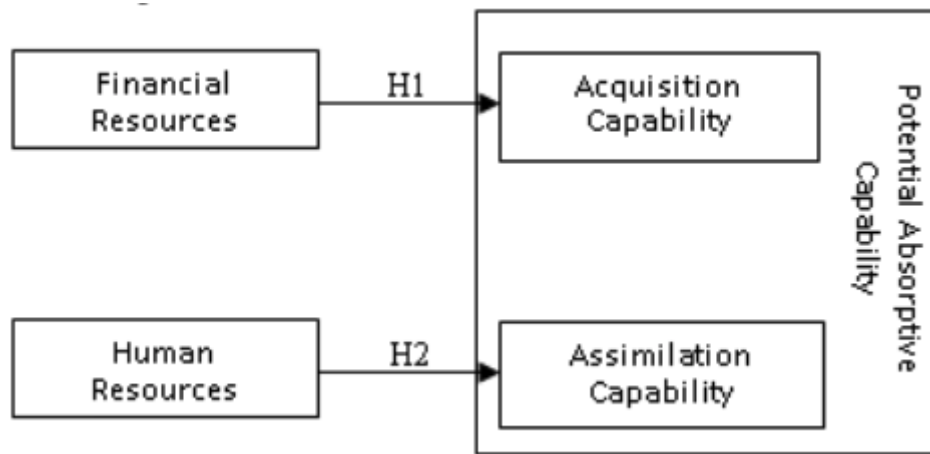 Financial
Resources
H1
Acquisition
Capability
Potential Absorptive
Capability
Human
Resources
H2
Assimilation
Capability